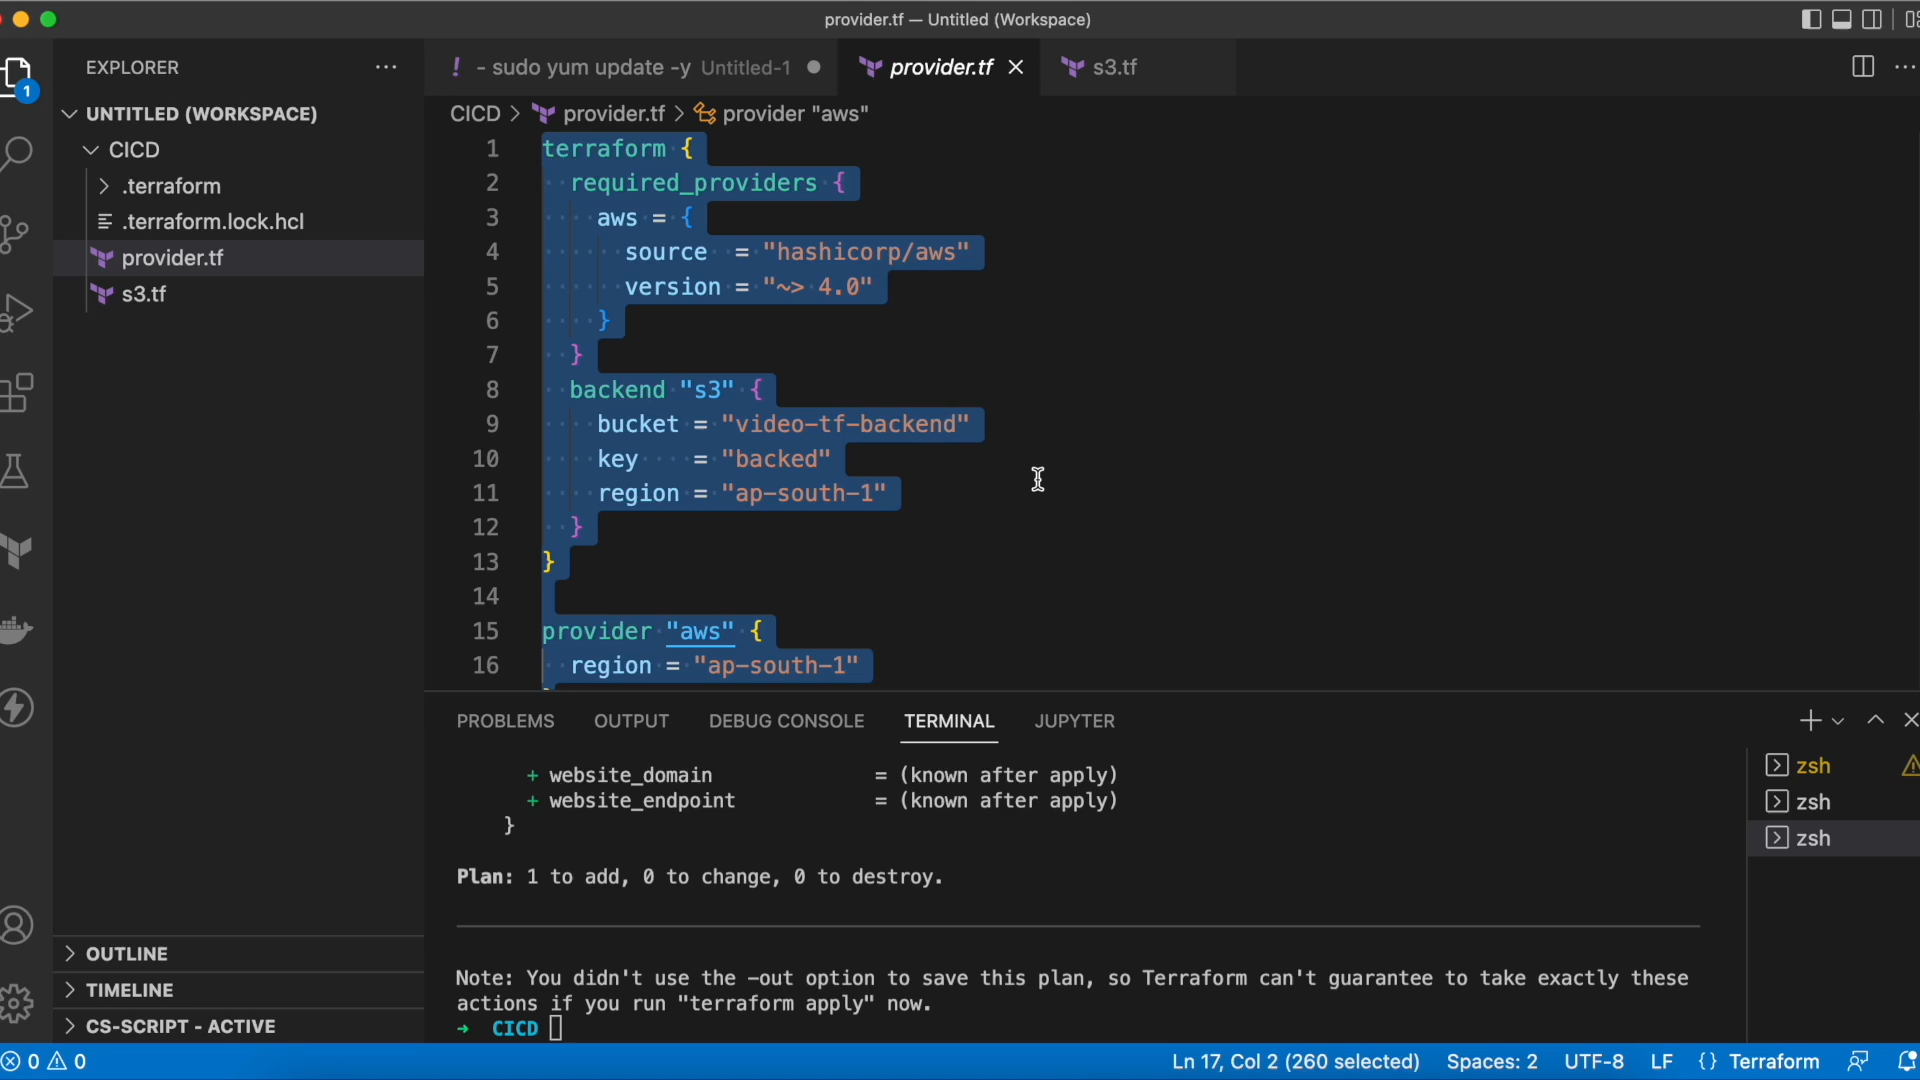 provider.tf — Untitled (Workspace)
EXPLORER
UNTITLED (WORKSPACE)
CICD
.terraform
.terraform.lock.hcl
provider.tf
s3.tf
OUTLINE
TIMELINE
CS-SCRIPT - ACTIVE
1
! - sudo yum update -y Untitled-1
provider.tf
s3.tf
CICD > provider.tf > provider "aws"
1 terraform {
2 required_providers {
3 aws = {
4 source = "hashicorp/aws"
5 version = "~> 4.0"
6 }
7 }
8 backend "s3" {
9 bucket = "video-tf-backend"
10 key = "backed"
11 region = "ap-south-1"
12 }
13 }
14
15 provider "aws" {
16 region = "ap-south-1"
PROBLEMS OUTPUT DEBUG CONSOLE TERMINAL JUPYTER
+ website_domain = (known after apply)
+ website_endpoint = (known after apply)
}
Plan: 1 to add, 0 to change, 0 to destroy.
Note: You didn't use the -out option to save this plan, so Terraform can't guarantee to take exactly these
actions if you run "terraform apply" now.
→ CICD
zsh
zsh
zsh
0 0
Ln 17, Col 2 (260 selected) Spaces: 2 UTF-8 LF {} Terraform